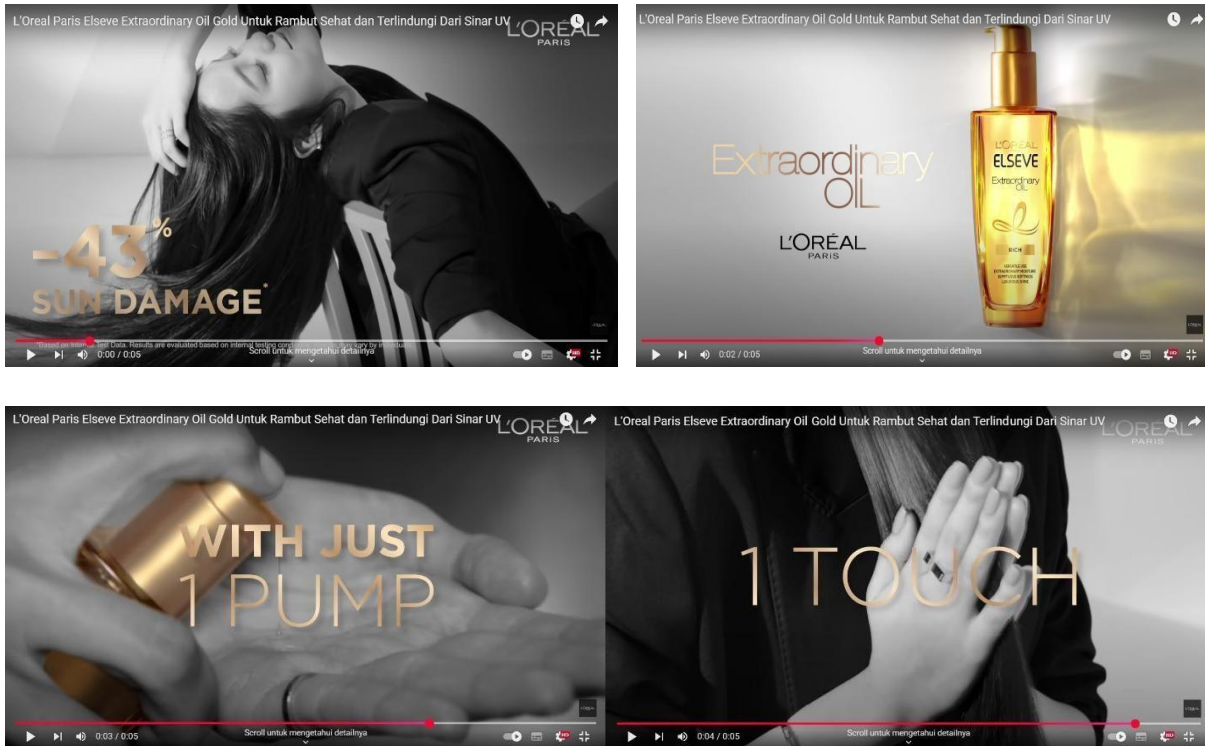 L'Oreal Paris Elseve Extraordinary Oil Gold Untuk Rambut Sehat dan Terlindungi Dari Sinar UV
L'ORÉAL
PARIS
-43%
SUN DAMAGE*
*Based on Internal Test Data. Results are evaluated based on internal testing
0:00 / 0:05
Scroll untuk mengetahui detailnya
HD
L'Oreal Paris Elseve Extraordinary Oil Gold Untuk Rambut Sehat dan Terlindungi Dari Sinar UV
Extraordinary
OIL
L'ORÉAL
PARIS
L'ORÉAL
ELSEVE
Extraordinary
OIL
RICH
0:02 / 0:05
Scroll untuk mengetahui detailnya
HD
L'Oreal Paris Elseve Extraordinary Oil Gold Untuk Rambut Sehat dan Terlindungi Dari Sinar UV
L'ORÉAL
PARIS
WITH JUST
1 PUMP
0:03 / 0:05
Scroll untuk mengetahui detailnya
HD
L'Oreal Paris Elseve Extraordinary Oil Gold Untuk Rambut Sehat dan Terlindungi Dari Sinar UV
L'ORÉAL
PARIS
1 TOUCH
0:04 / 0:05
Scroll untuk mengetahui detailnya
HD